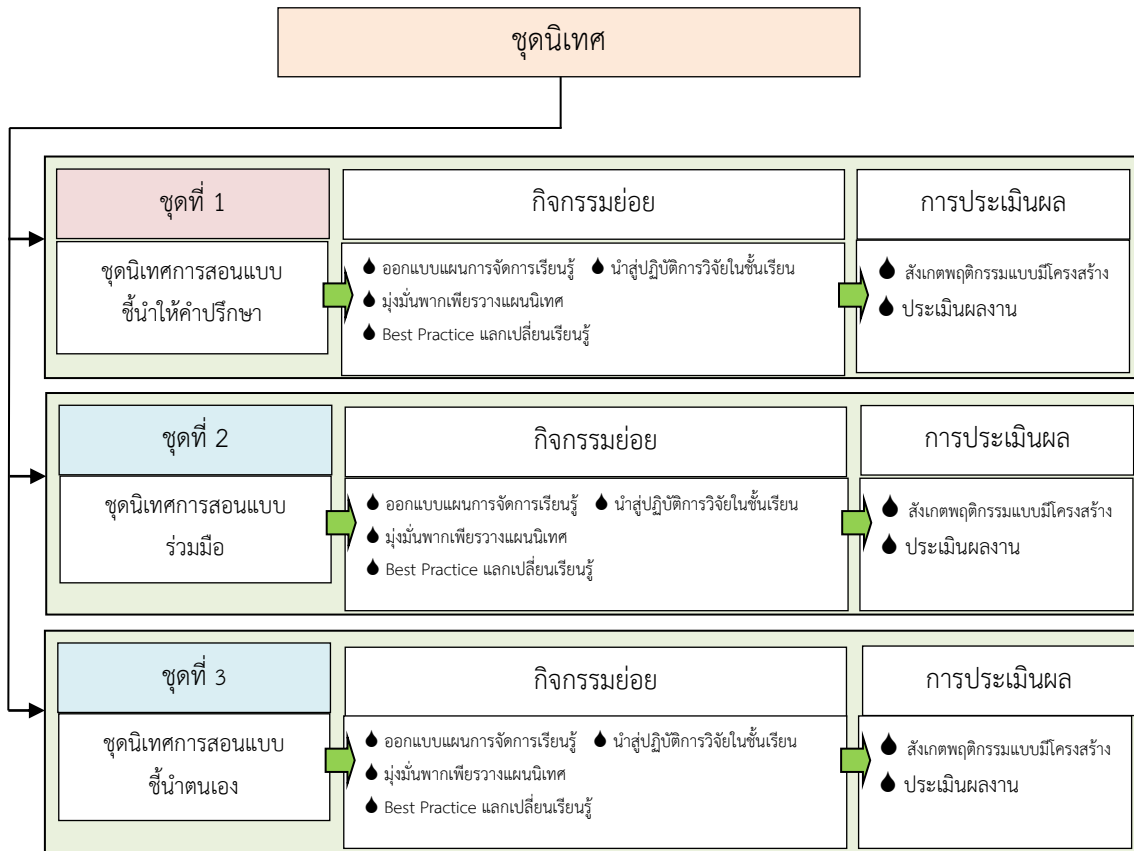 ชุดนิเทศ
ชุดที่ 1
กิจกรรมย่อย
การประเมินผล
ชุดนิเทศการสอนแบบ
ชี้นำให้คำปรึกษา
ออกแบบแผนการจัดการเรียนรู้ นำสู่ปฏิบัติการวิจัยในชั้นเรียน
มุ่งมั่นพากเพียรวางแผนนิเทศ
Best Practice แลกเปลี่ยนเรียนรู้
สังเกตพฤติกรรมแบบมีโครงสร้าง
ประเมินผลงาน
ชุดที่ 2
กิจกรรมย่อย
การประเมินผล
ชุดนิเทศการสอนแบบ
ร่วมมือ
ออกแบบแผนการจัดการเรียนรู้ นำสู่ปฏิบัติการวิจัยในชั้นเรียน
มุ่งมั่นพากเพียรวางแผนนิเทศ
Best Practice แลกเปลี่ยนเรียนรู้
สังเกตพฤติกรรมแบบมีโครงสร้าง
ประเมินผลงาน
ชุดที่ 3
กิจกรรมย่อย
การประเมินผล
ชุดนิเทศการสอนแบบ
ชี้นำตนเอง
ออกแบบแผนการจัดการเรียนรู้ นำสู่ปฏิบัติการวิจัยในชั้นเรียน
มุ่งมั่นพากเพียรวางแผนนิเทศ
Best Practice แลกเปลี่ยนเรียนรู้
สังเกตพฤติกรรมแบบมีโครงสร้าง
ประเมินผลงาน